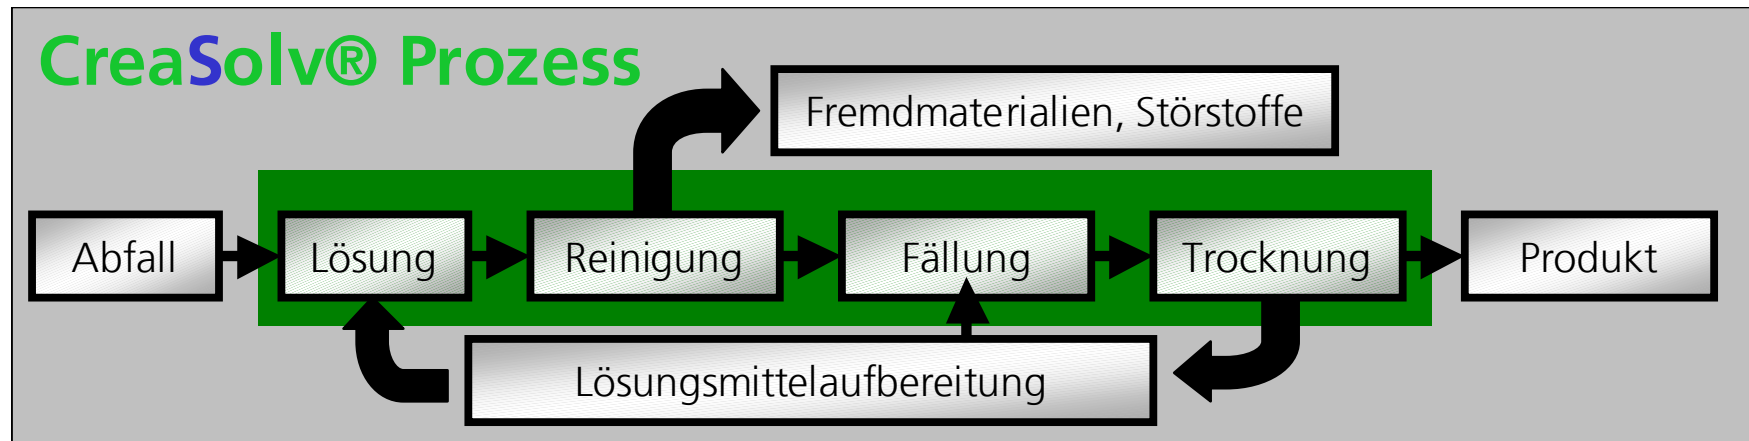 CreaSolv® Prozess
Fremdmaterialien, Störstoffe
Abfall
Lösung
Reinigung
Fällung
Trocknung
Produkt
Lösungsmittelaufbereitung